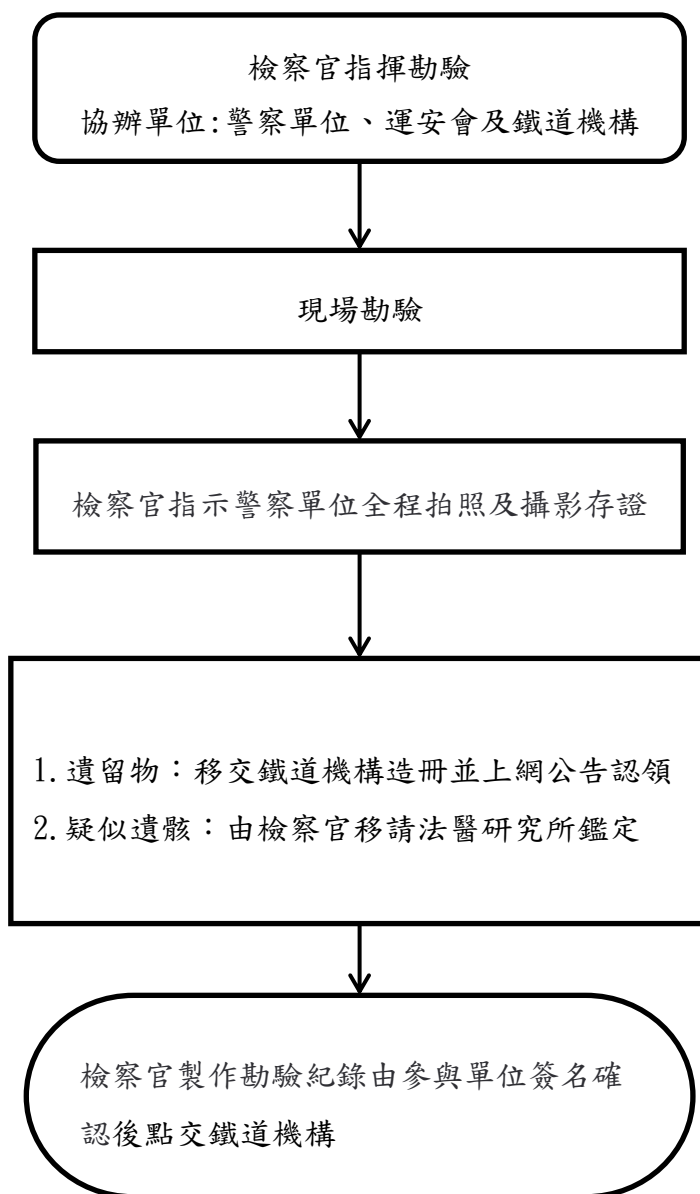 檢察官指揮勘驗
協辦單位:警察單位、運安會及鐵道機構
現場勘驗
檢察官指示警察單位全程拍照及攝影存證
1.遺留物：移交鐵道機構造冊並上網公告認領
2.疑似遺骸：由檢察官移請法醫研究所鑑定
檢察官製作勘驗紀錄由參與單位簽名確
認後點交鐵道機構